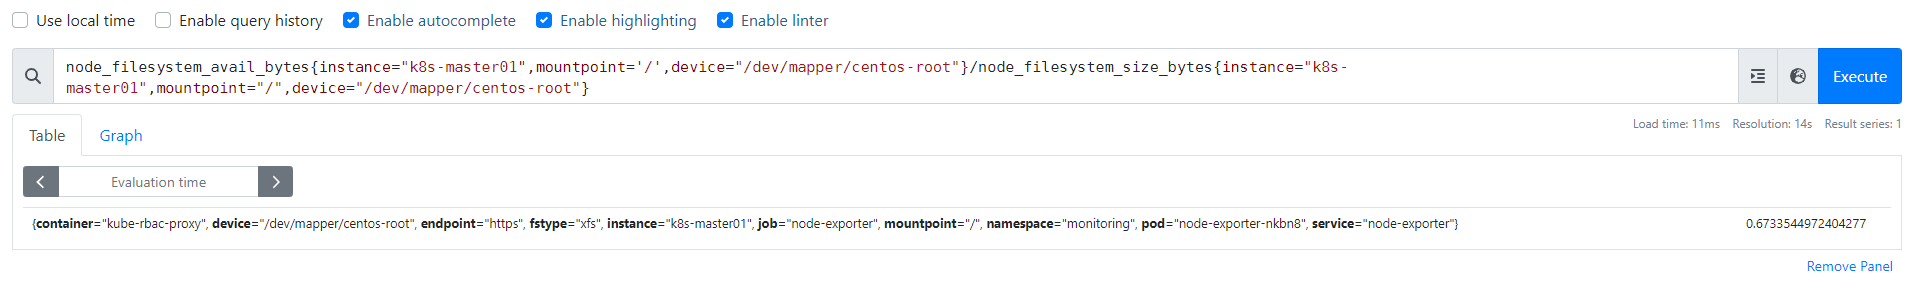 Use local time Enable query history Enable autocomplete Enable highlighting Enable linter
node_filesystem_avail_bytes{instance="k8s-master01",mountpoint='/',device="/dev/mapper/centos-root"}/node_filesystem_size_bytes{instance="k8s-
master01",mountpoint="/",device="/dev/mapper/centos-root"}
Execute
Table Graph
Load time: 11ms Resolution: 14s Result series: 1
Evaluation time
{container="kube-rbac-proxy", device="/dev/mapper/centos-root", endpoint="https", fstype="xfs", instance="k8s-master01", job="node-exporter", mountpoint="/", namespace="monitoring", pod="node-exporter-nkbn8", service="node-exporter"} 0.6733544972404277
Remove Panel